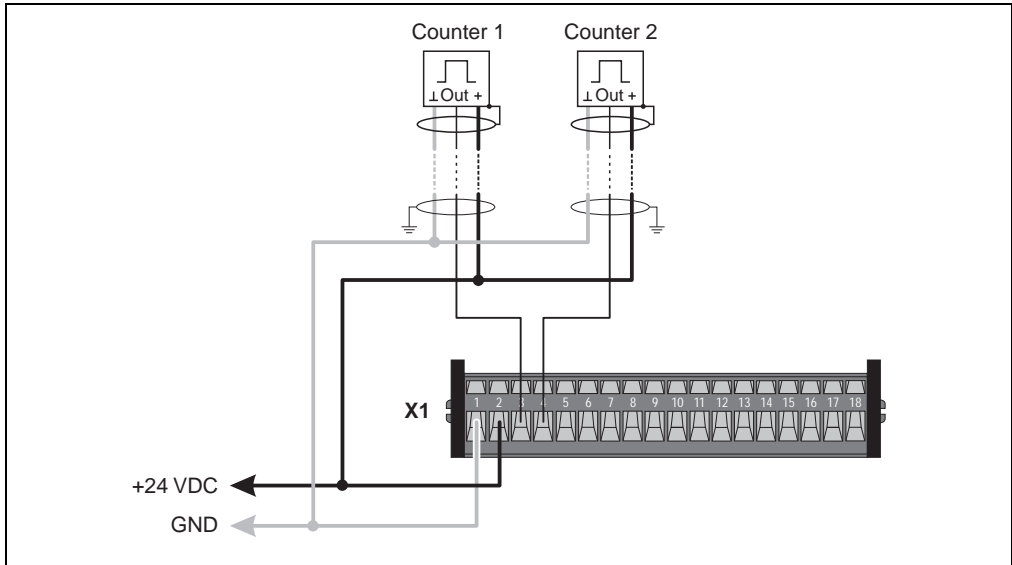 Counter 1 Counter 2
⊥ Out + ⊥ Out +
X1
1 2 3 4 5 6 7 8 9 10 11 12 13 14 15 16 17 18
+24 VDC
GND